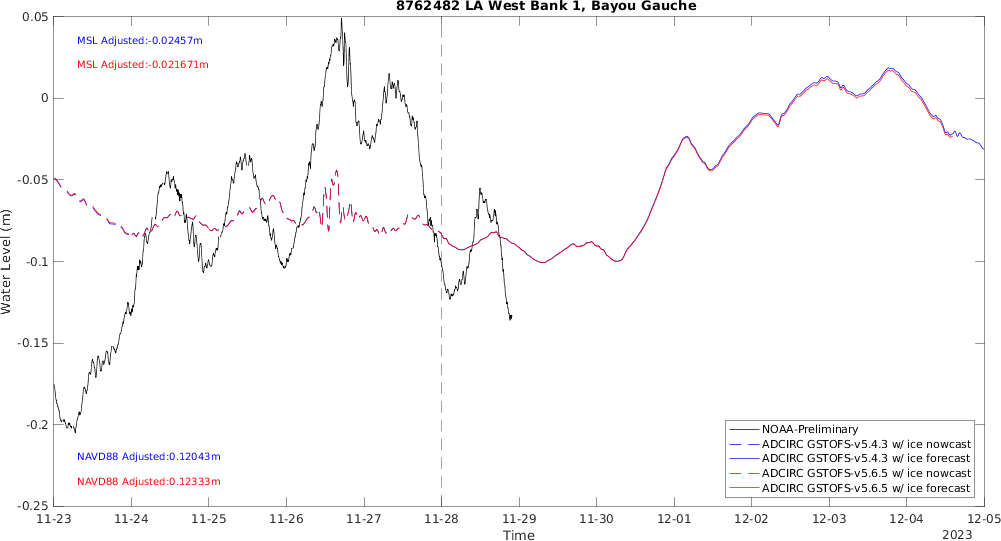 8762482 LA West Bank 1, Bayou Gauche
0.05
0
-0.05
-0.1
-0.15
-0.2
-0.25
Water Level (m)
MSL Adjusted:-0.02457m
MSL Adjusted:-0.021671m
NAVD88 Adjusted:0.12043m
NAVD88 Adjusted:0.12333m
NOAA-Preliminary
ADCIRC GSTOFS-v5.4.3 w/ ice nowcast
ADCIRC GSTOFS-v5.4.3 w/ ice forecast
ADCIRC GSTOFS-v5.6.5 w/ ice nowcast
ADCIRC GSTOFS-v5.6.5 w/ ice forecast
11-23 11-24 11-25 11-26 11-27 11-28 11-29 11-30 12-01 12-02 12-03 12-04 12-05
Time
2023